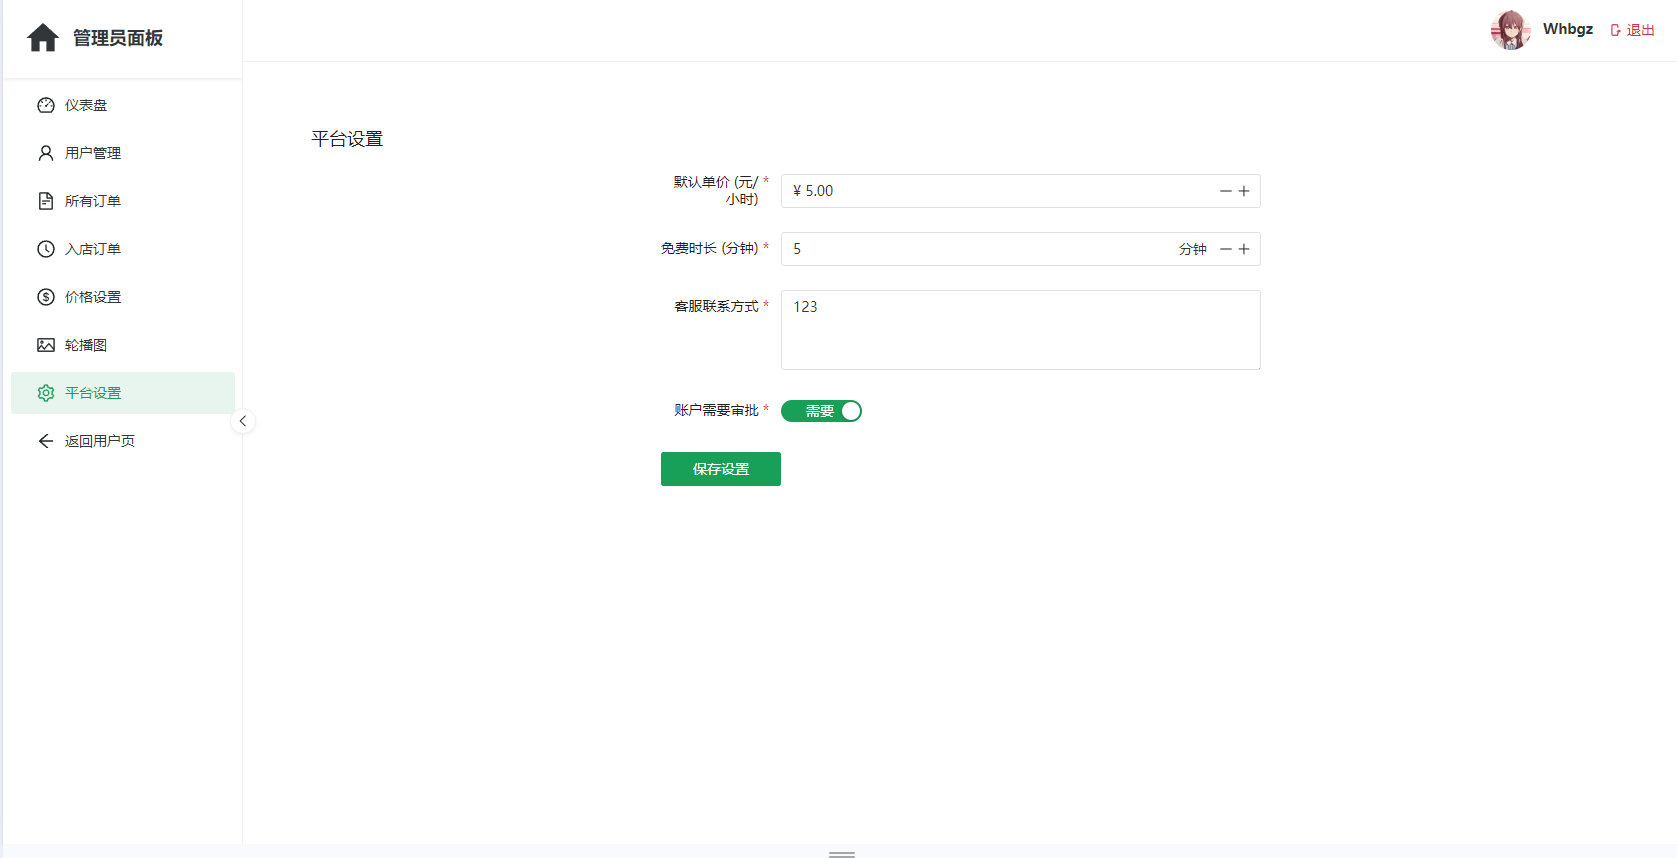 管理员面板
Whbgz
退出
仪表盘
用户管理
所有订单
入店订单
价格设置
轮播图
平台设置
返回用户页
平台设置
默认单价 (元/ *
小时)
¥ 5.00
免费时长 (分钟) *
5
分钟
客服联系方式 *
123
账户需要审批 *
需要
保存设置